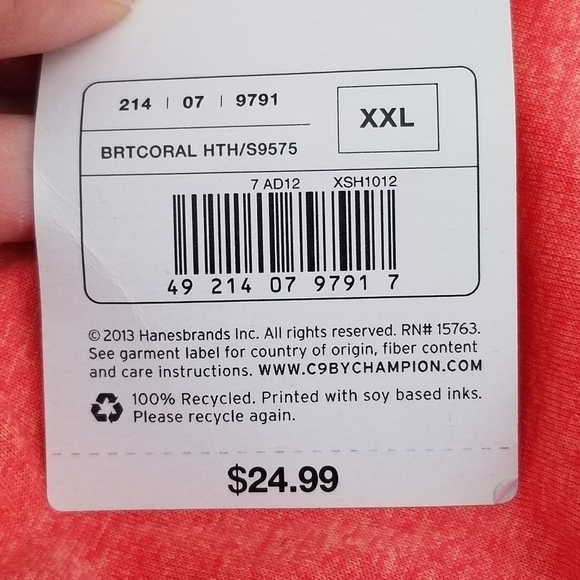 214 | 07 | 9791
XXL
BRTCORAL HTH/S9575
7 AD12 XSH1012
49 214 07 9791 7
© 2013 Hanesbrands Inc. All rights reserved. RN# 15763.
See garment label for country of origin, fiber content
and care instructions. WWW.C9BYCHAMPION.COM
100% Recycled. Printed with soy based inks.
Please recycle again.
$24.99